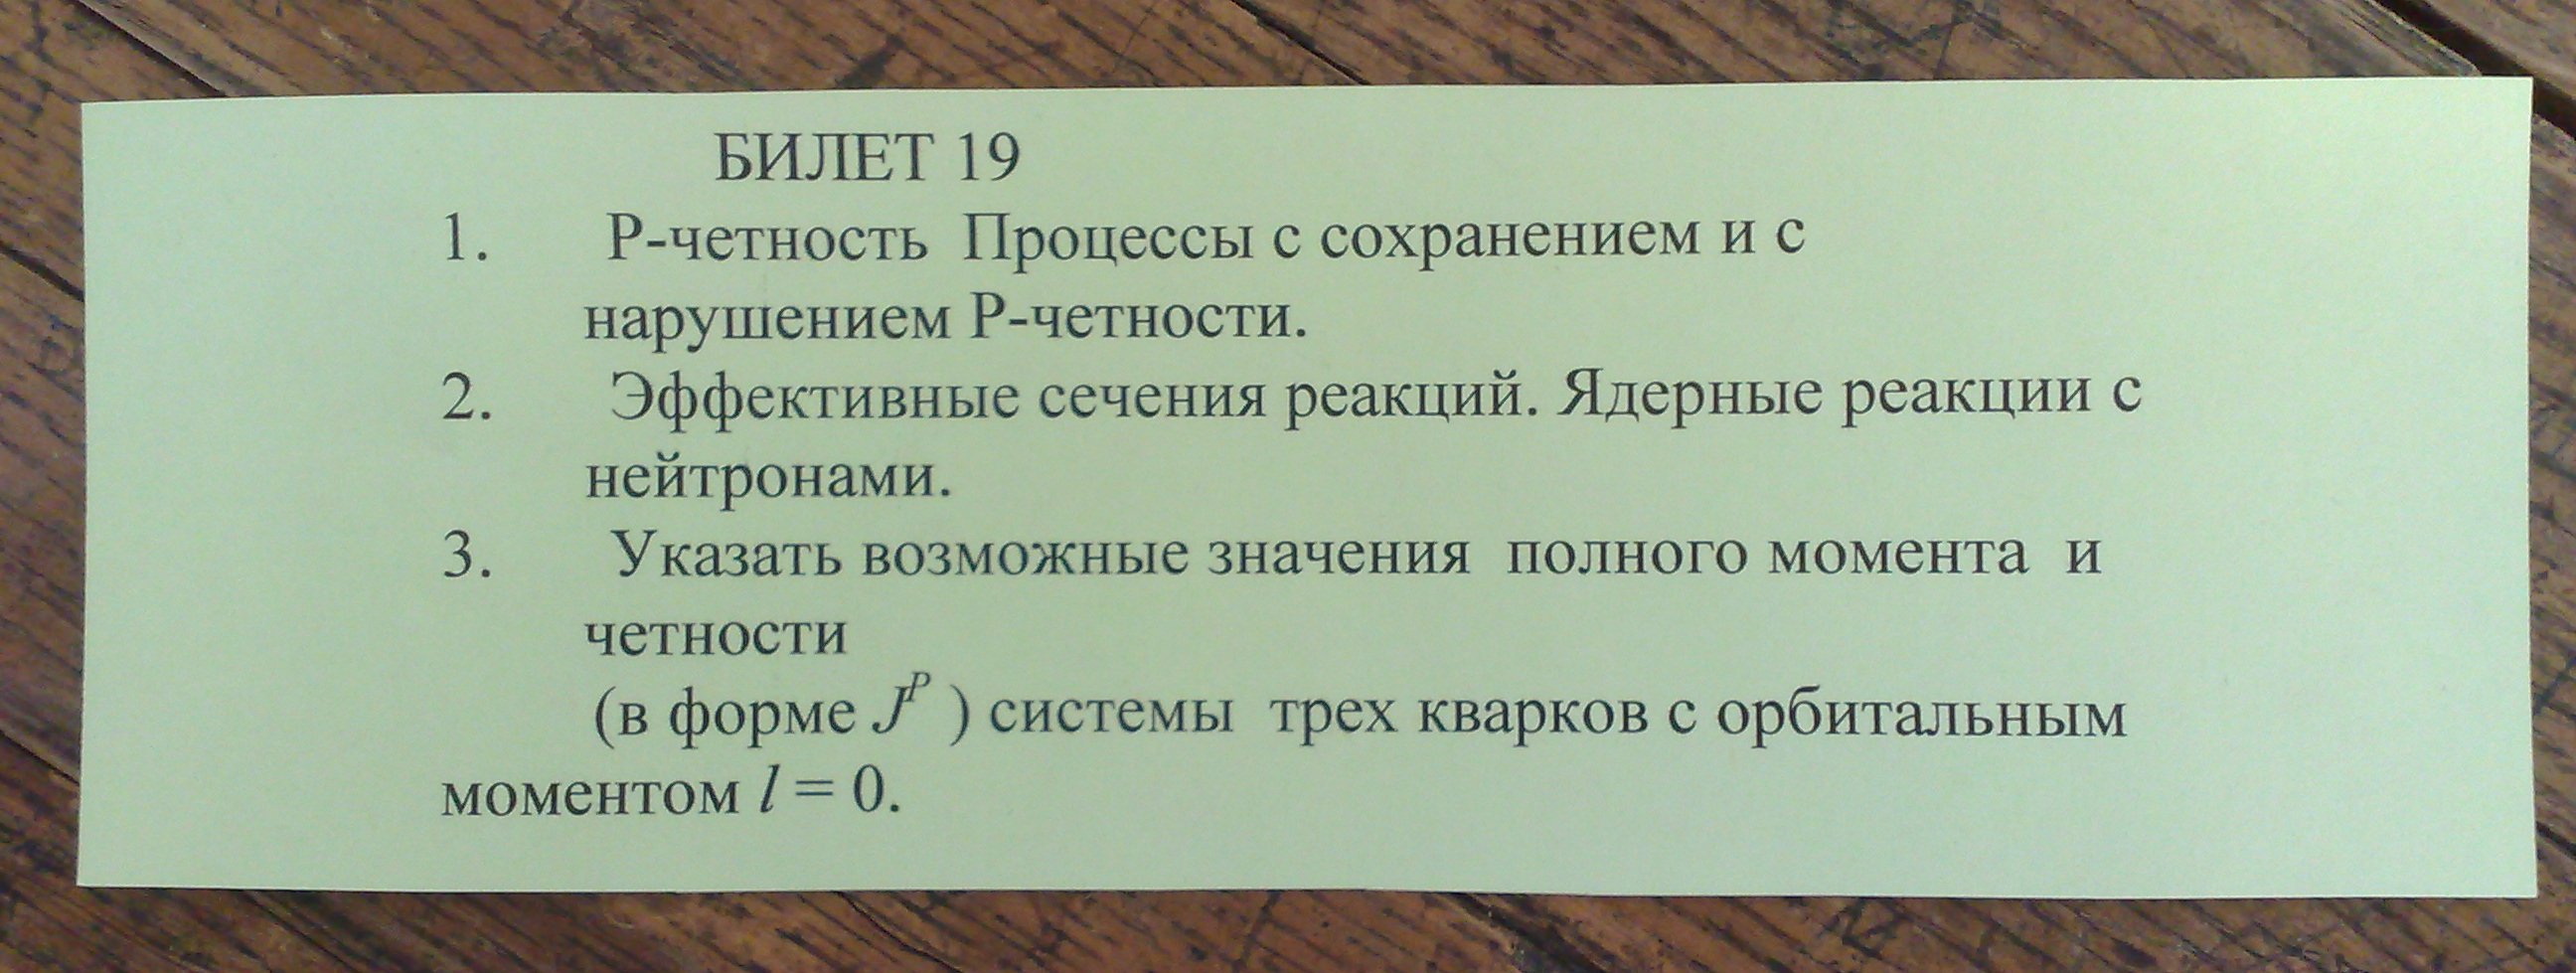 БИЛЕТ 19
1. Р-четность Процессы с сохранением и с
нарушением Р-четности.
2. Эффективные сечения реакций. Ядерные реакции с
нейтронами.
3. Указать возможные значения полного момента и
четности
(в форме J^P ) системы трех кварков с орбитальным
моментом l = 0.